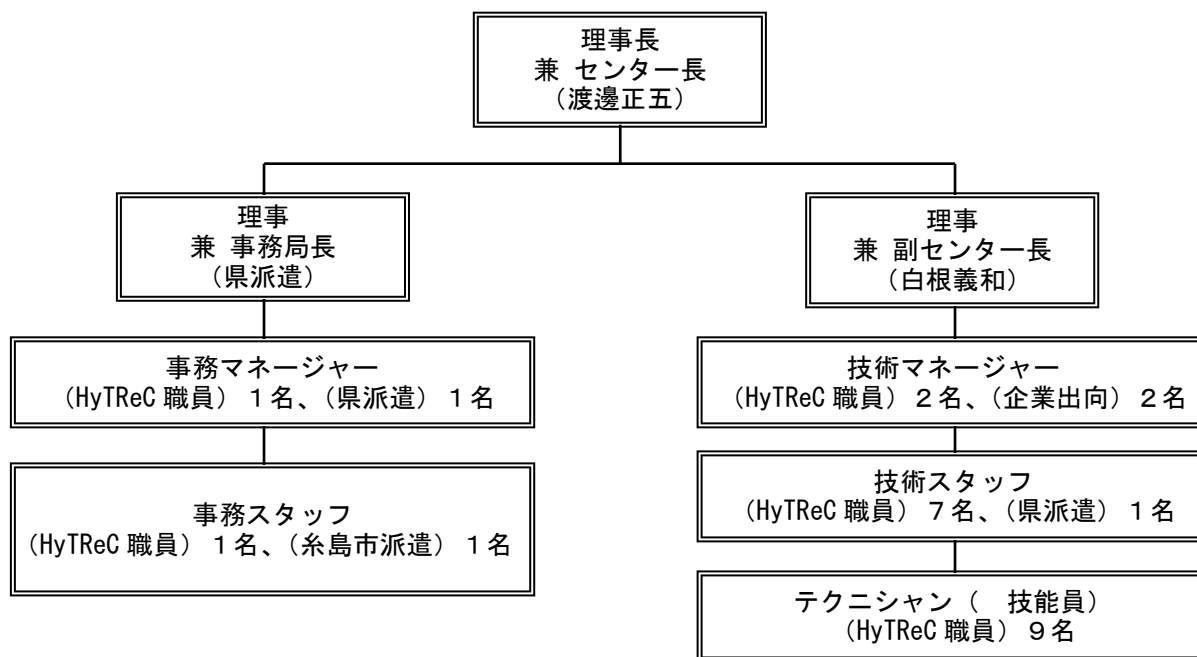 理事長
兼 センター長
(渡邊正五)
理事
兼 事務局長
(県派遣)
理事
兼 副センター長
(白根義和)
事務マネージャー
(HyTReC 職員) 1名、(県派遣) 1名
技術マネージャー
(HyTReC 職員) 2名、(企業出向) 2名
事務スタッフ
(HyTReC 職員) 1名、(糸島市派遣) 1名
技術スタッフ
(HyTReC 職員) 7名、(県派遣) 1名
テクニシャン( 技能員)
(HyTReC 職員) 9名